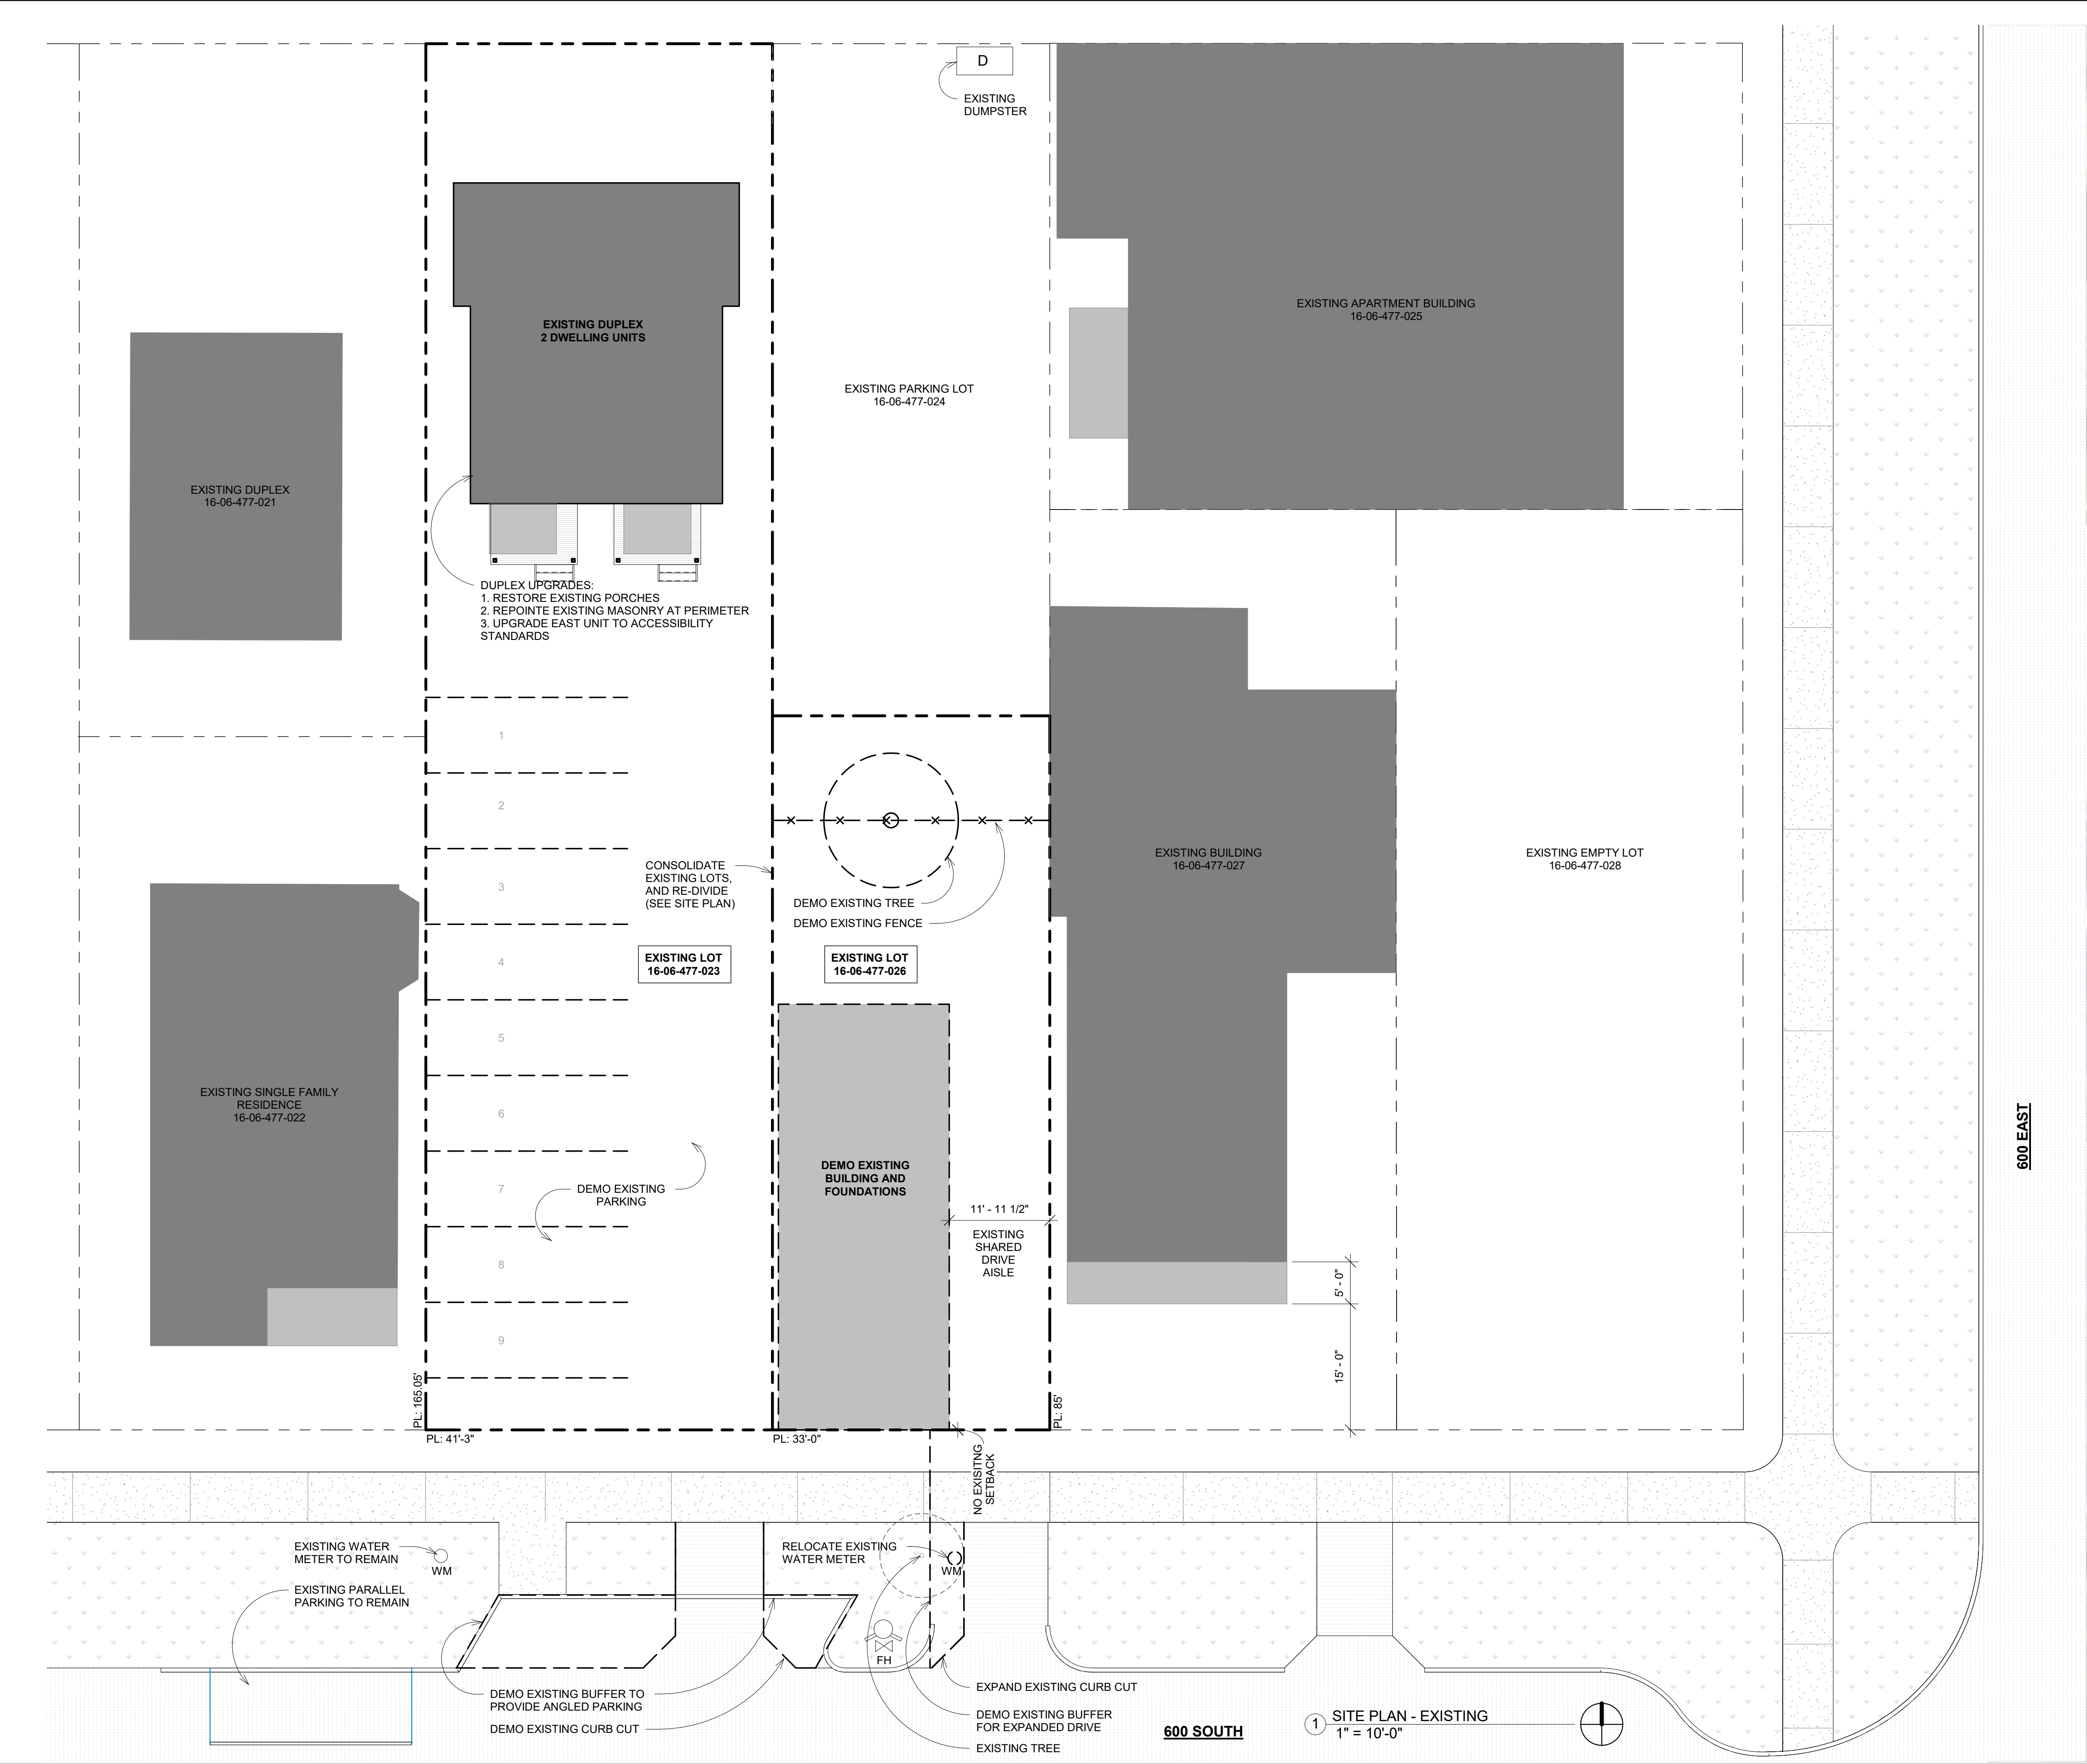 D
EXISTING
DUMPSTER
EXISTING APARTMENT BUILDING
16-06-477-025
EXISTING DUPLEX
2 DWELLING UNITS
EXISTING PARKING LOT
16-06-477-024
EXISTING DUPLEX
16-06-477-021
DUPLEX UPGRADES:
1. RESTORE EXISTING PORCHES
2. REPOINTE EXISTING MASONRY AT PERIMETER
3. UPGRADE EAST UNIT TO ACCESSIBILITY
STANDARDS
1
2
3
4
5
6
7
8
9
CONSOLIDATE
EXISTING LOTS,
AND RE-DIVIDE
(SEE SITE PLAN)
DEMO EXISTING TREE
DEMO EXISTING FENCE
EXISTING BUILDING
16-06-477-027
EXISTING EMPTY LOT
16-06-477-028
EXISTING LOT
16-06-477-023
EXISTING LOT
16-06-477-026
EXISTING SINGLE FAMILY
RESIDENCE
16-06-477-022
DEMO EXISTING
PARKING
DEMO EXISTING
BUILDING AND
FOUNDATIONS
11' - 11 1/2"
EXISTING
SHARED
DRIVE
AISLE
5' - 0"
15' - 0"
600 EAST
PL: 165.05'
PL: 41'-3"
PL: 33'-0"
PL: 85'
NO EXISITNG
SETBACK
EXISTING WATER
METER TO REMAIN
WM
EXISTING PARALLEL
PARKING TO REMAIN
RELOCATE EXISTING
WATER METER
WM
FH
DEMO EXISTING BUFFER TO
PROVIDE ANGLED PARKING
DEMO EXISTING CURB CUT
EXPAND EXISTING CURB CUT
DEMO EXISTING BUFFER
FOR EXPANDED DRIVE
EXISTING TREE
600 SOUTH
1
SITE PLAN - EXISTING
1" = 10'-0"